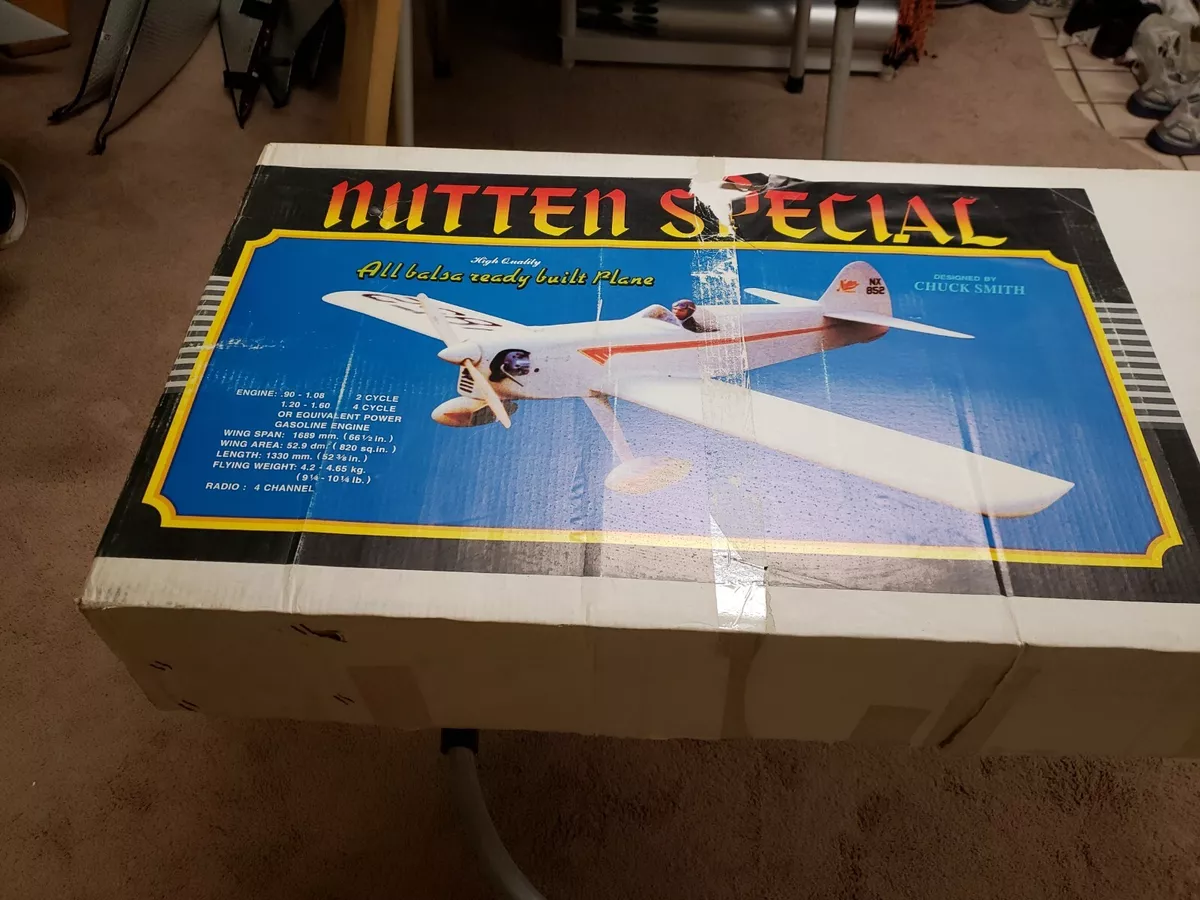 NUTTEN SPECIAL
High Quality
All balsa ready built Plane
DESIGNED BY
CHUCK SMITH
NX
852
ENGINE: .90 - 1.08 2 CYCLE
1.20 - 1.60 4 CYCLE
OR EQUIVALENT POWER
GASOLINE ENGINE
WING SPAN: 1689 mm. (66½ in.)
WING AREA: 52.9 dm.² (820 sq.in.)
LENGTH: 1330 mm. (52⅜ in.)
FLYING WEIGHT: 4.2 - 4.65 kg.
(9¼ - 10¼ lb.)
RADIO : 4 CHANNEL